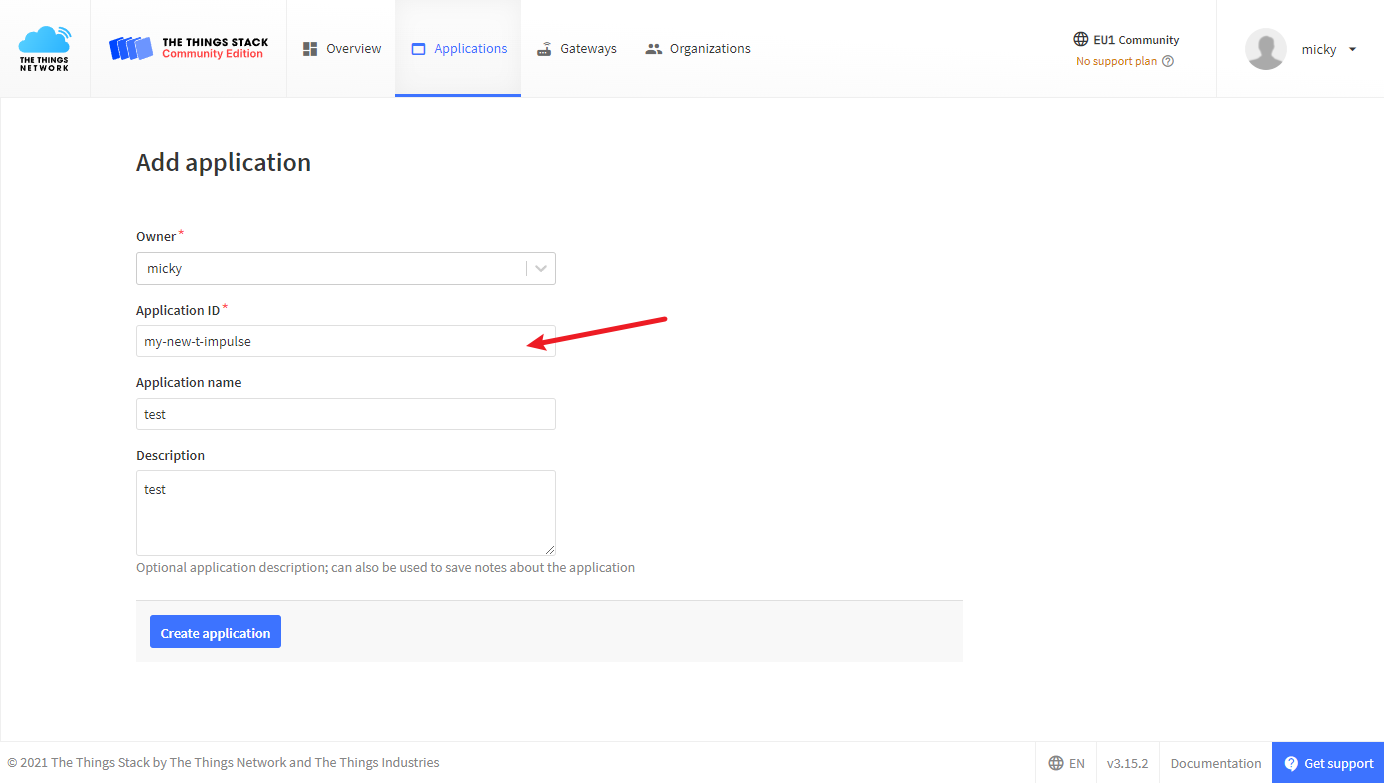 THE THINGS
NETWORK
THE THINGS STACK
Community Edition
Overview
Applications
Gateways
Organizations
EU1 Community
No support plan
micky
Add application
Owner*
micky
Application ID*
my-new-t-impulse
Application name
test
Description
test
Optional application description; can also be used to save notes about the application
Create application
© 2021 The Things Stack by The Things Network and The Things Industries
EN
v3.15.2
Documentation
Get support